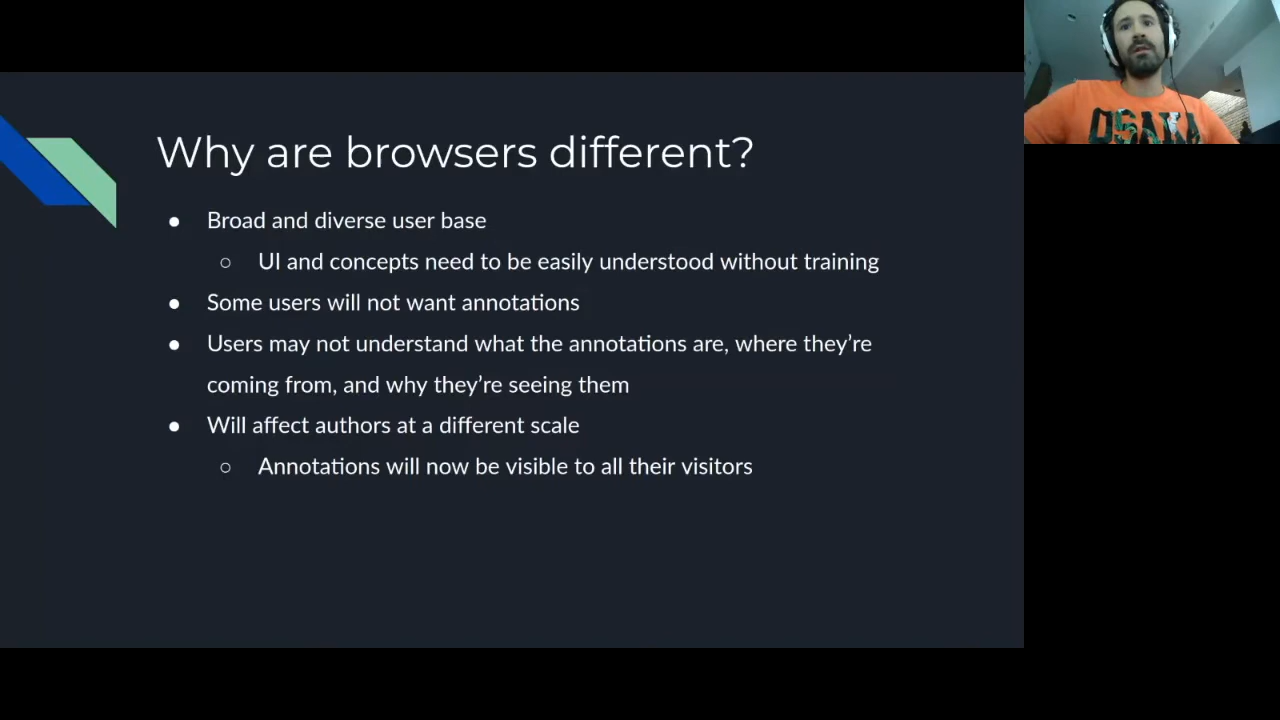 Why are browsers different?
● Broad and diverse user base
○ UI and concepts need to be easily understood without training
● Some users will not want annotations
● Users may not understand what the annotations are, where they’re
coming from, and why they’re seeing them
● Will affect authors at a different scale
○ Annotations will now be visible to all their visitors
OSAKA